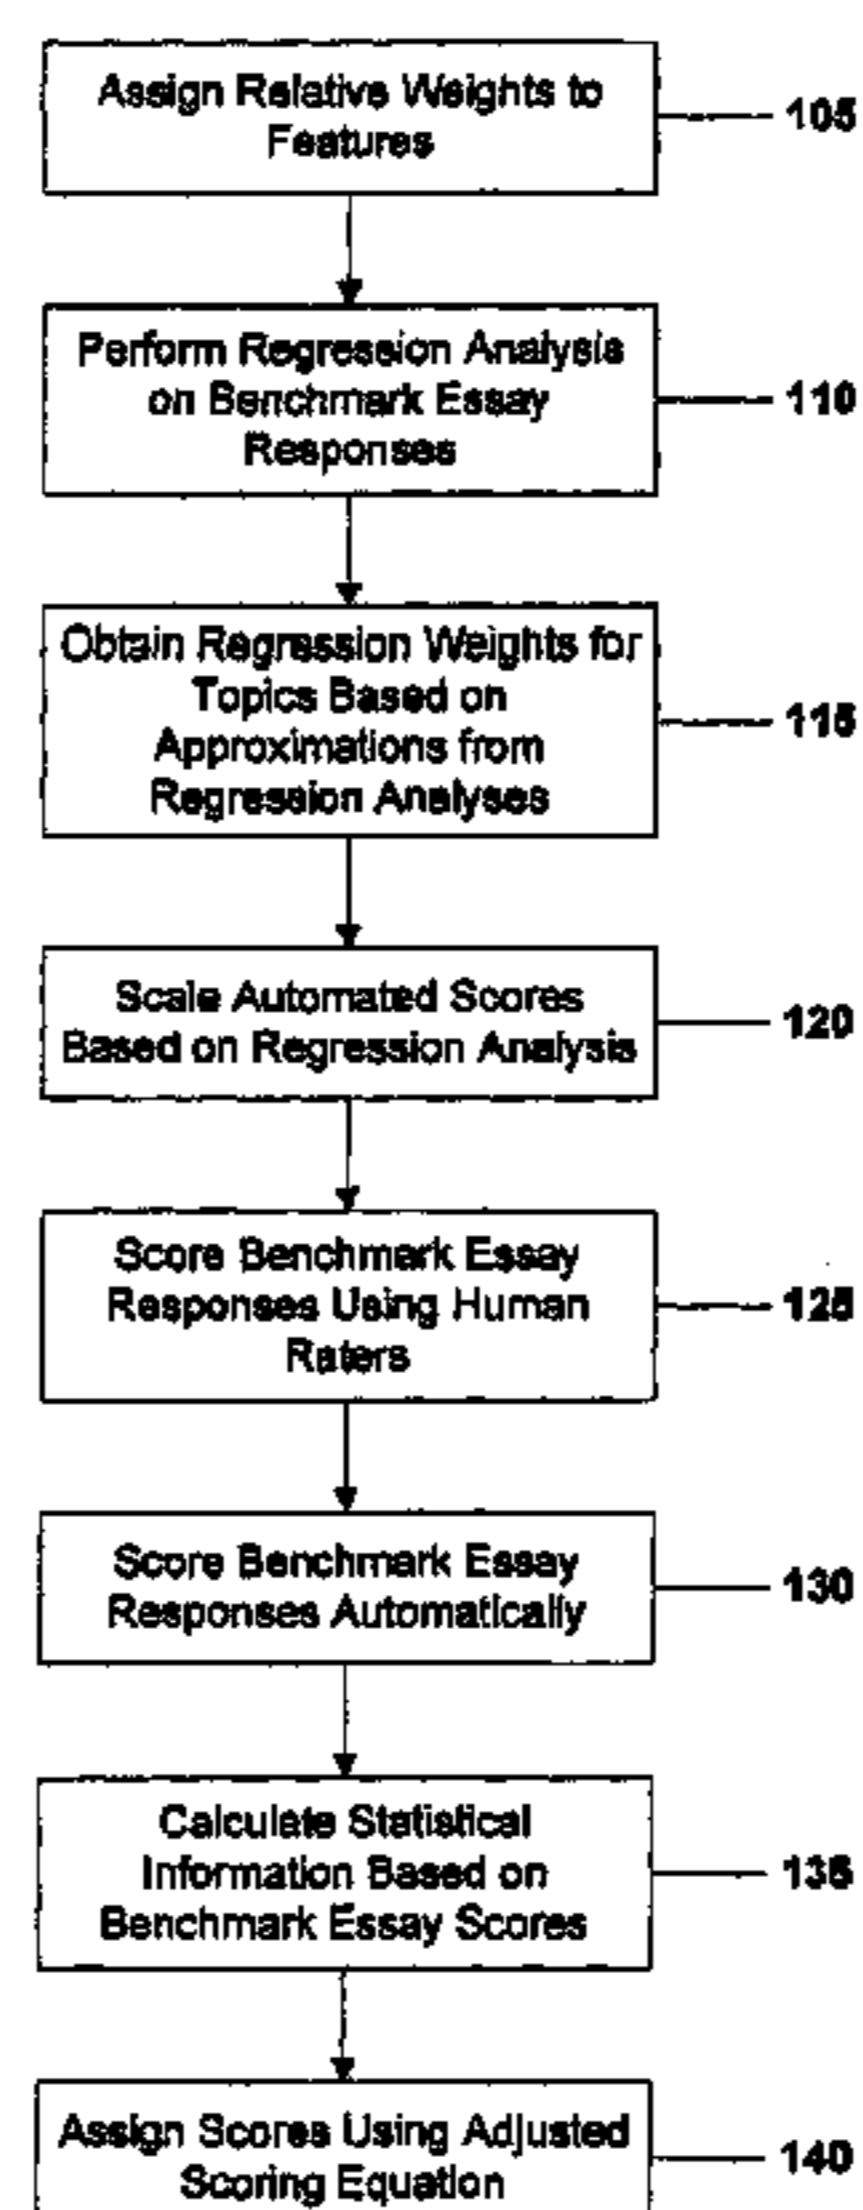 Assign Relative Weights to
Features
105
Perform Regression Analysis
on Benchmark Essay
Responses
110
Obtain Regression Weights for
Topics Based on
Approximations from
Regression Analyses
115
Scale Automated Scores
Based on Regression Analysis
120
Score Benchmark Essay
Responses Using Human
Raters
125
Score Benchmark Essay
Responses Automatically
130
Calculate Statistical
Information Based on
Benchmark Essay Scores
135
Assign Scores Using Adjusted
Scoring Equation
140